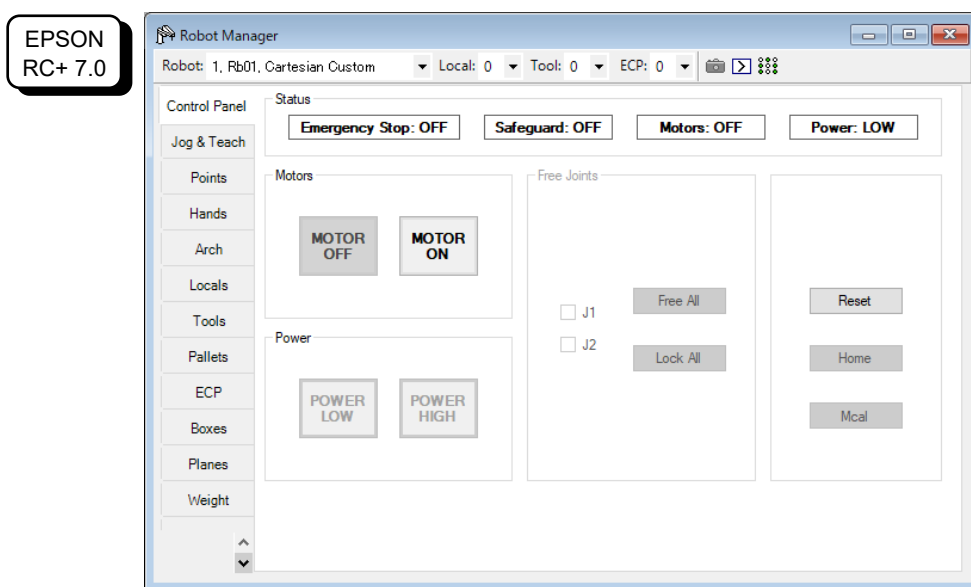 EPSON
RC+ 7.0
Robot Manager
Robot: 1, Rb01, Cartesian Custom Local: 0 Tool: 0 ECP: 0
Control Panel
Jog & Teach
Points
Hands
Arch
Locals
Tools
Pallets
ECP
Boxes
Planes
Weight
Status
Emergency Stop: OFF Safeguard: OFF Motors: OFF Power: LOW
Motors
MOTOR
OFF
MOTOR
ON
Power
POWER
LOW
POWER
HIGH
Free Joints
J1
J2
Free All
Lock All
Reset
Home
Mcal